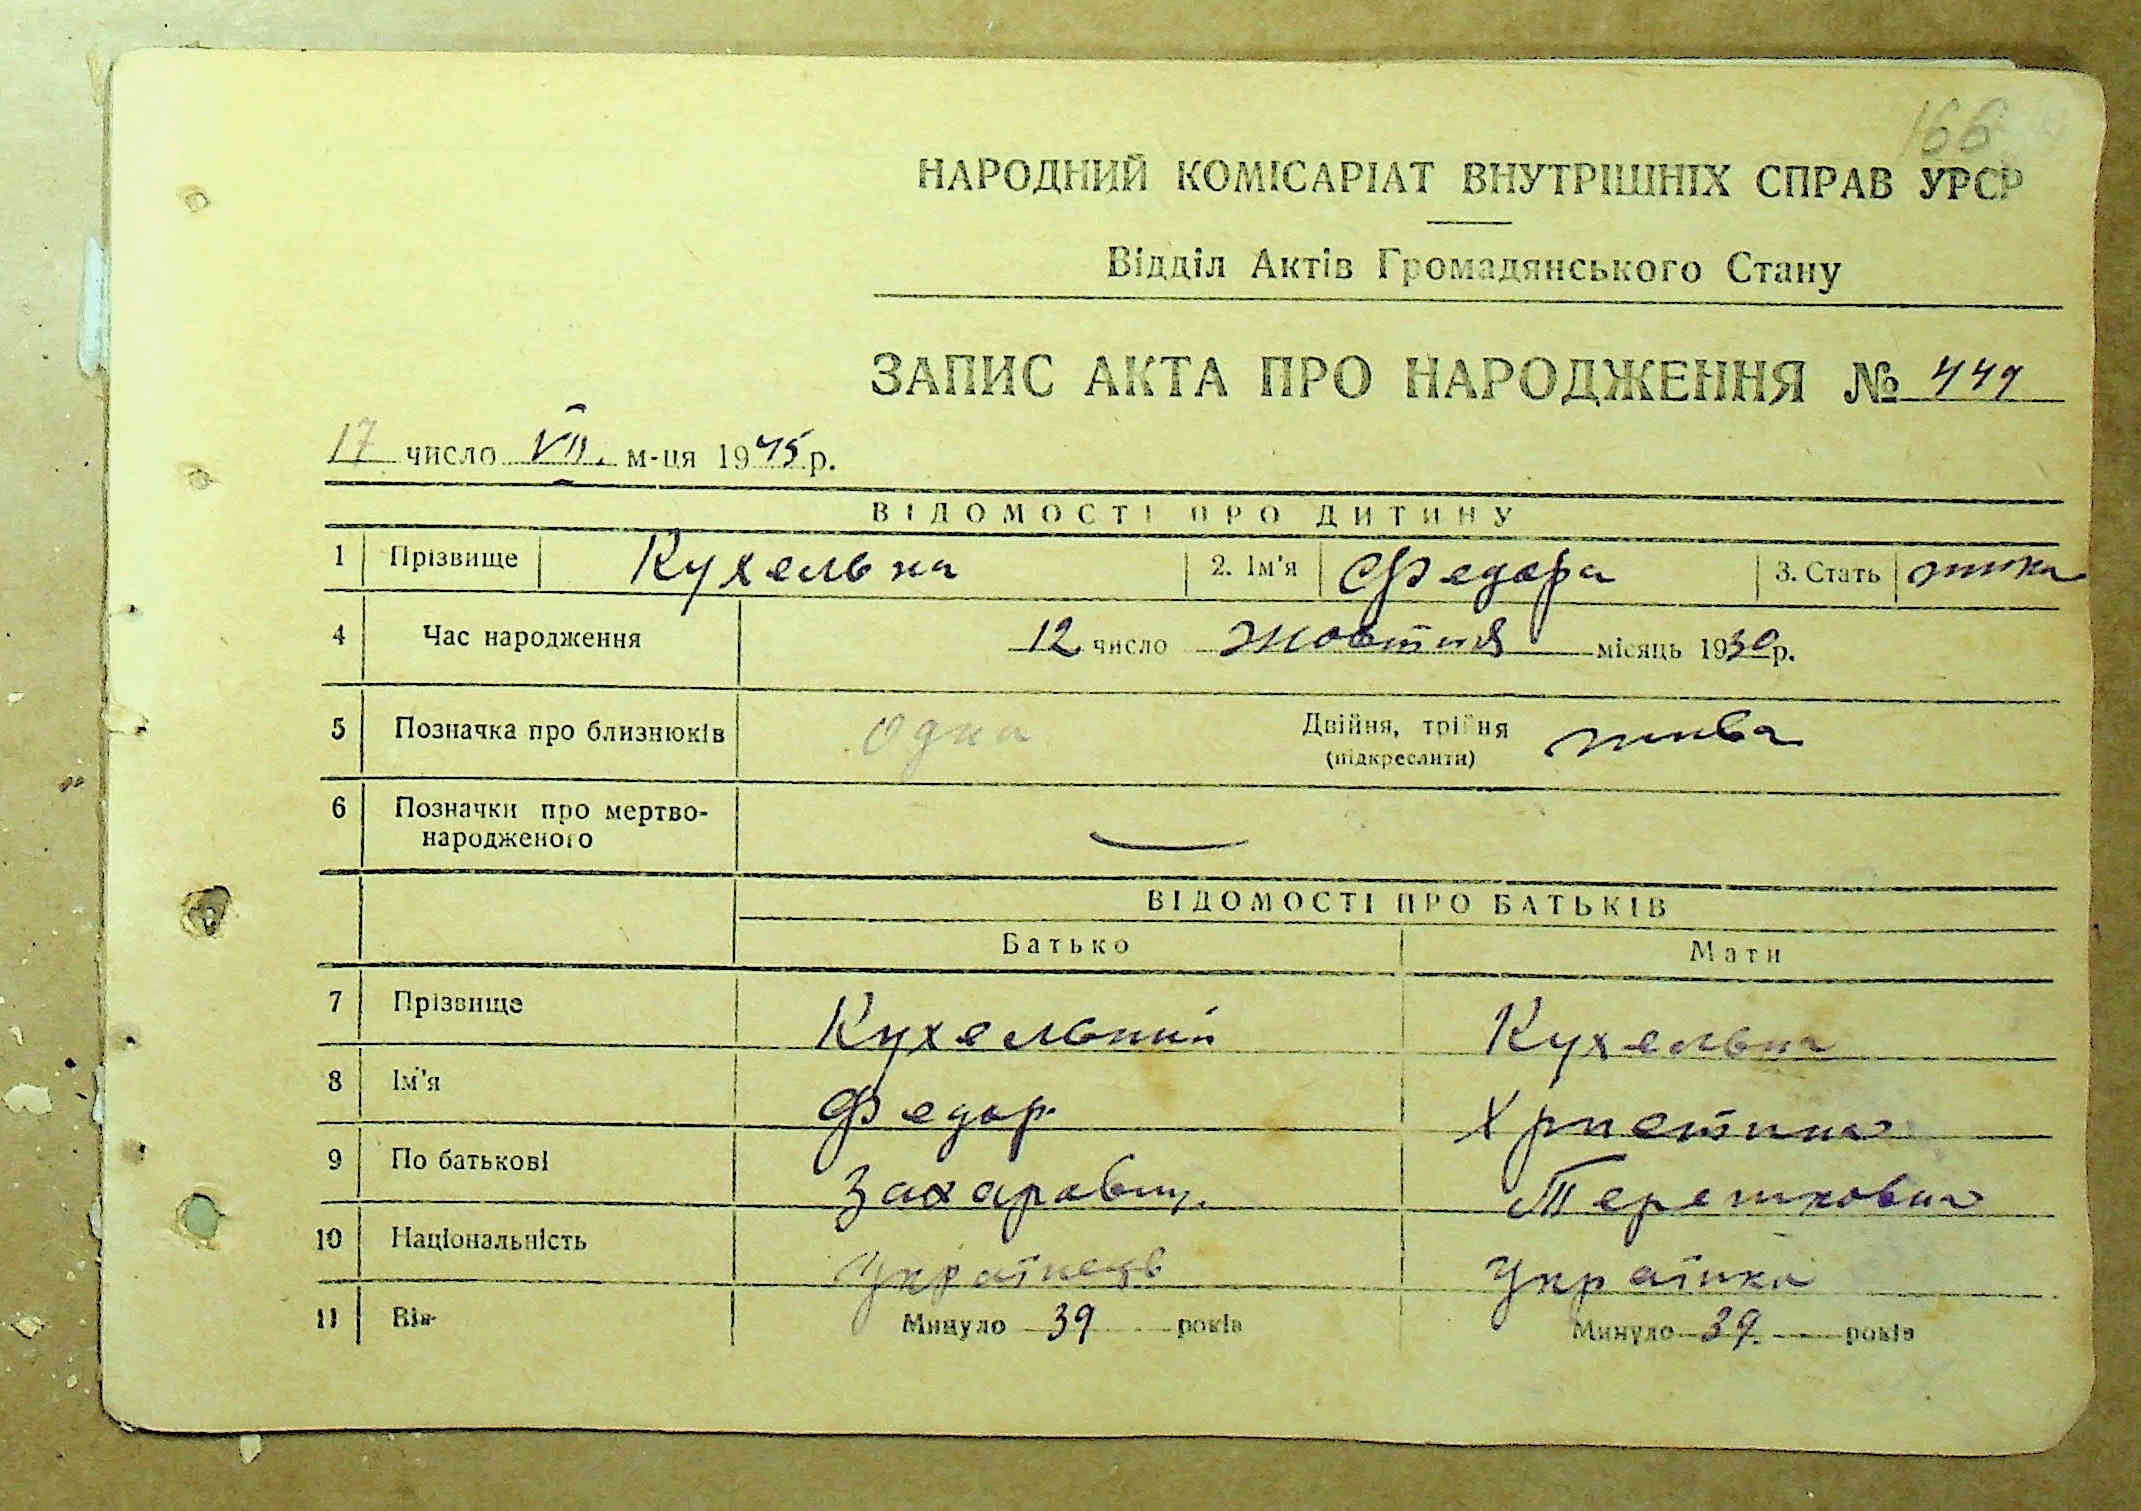 166
НАРОДНИЙ КОМІСАРІАТ ВНУТРІШНІХ СПРАВ УРСР
Відділ Актів Громадянського Стану
ЗАПИС АКТА ПРО НАРОДЖЕННЯ № 449
17 число VII. м-ця 1945 р.
ВІДОМОСТІ ПРО ДИТИНУ
1 Прізвище Кухельна 2. Ім'я Федора 3. Стать
4 Час народження 12 число жовтня місяць 1930 р.
5 Позначка про близнюків одна Двійня, трійня жива
(підкреслити)
6 Позначки про мертво-
народженого —
ВІДОМОСТІ ПРО БАТЬКІВ
Батько Мати
7 Прізвище Кухельний Кухельна
8 Ім'я Федор Христина
9 По батькові Захарович Терешковна
10 Національність Українець Українка
11 Вік Минуло 39 років Минуло 39. років